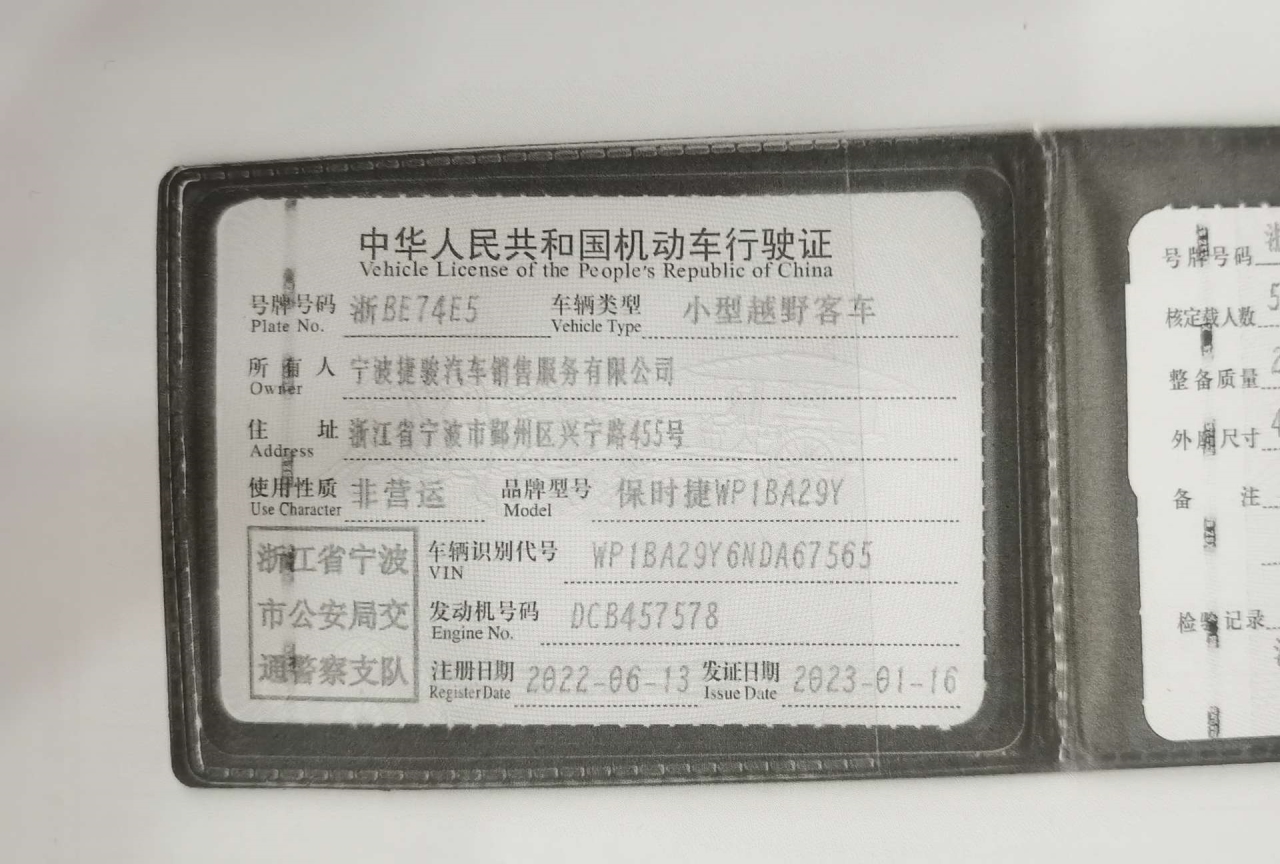 中华人民共和国机动车行驶证
Vehicle License of the People's Republic of China
号牌号码 浙BE74E5 车辆类型 小型越野客车
Plate No. Vehicle Type
所有人 宁波捷骏汽车销售服务有限公司
Owner
住址 浙江省宁波市鄞州区兴宁路455号
Address
使用性质 非营运 品牌型号 保时捷WP1BA29Y
Use Character Model
浙江省宁波
市公安局交
通警察支队
车辆识别代号 WP1BA29Y6NDA67565
VIN
发动机号码 DCB457578
Engine No.
注册日期 2022-06-13 发证日期 2023-01-16
Register Date Issue Date
号牌号码
核定载人数 5
整备质量 2
外廓尺寸 4
备注
检验记录